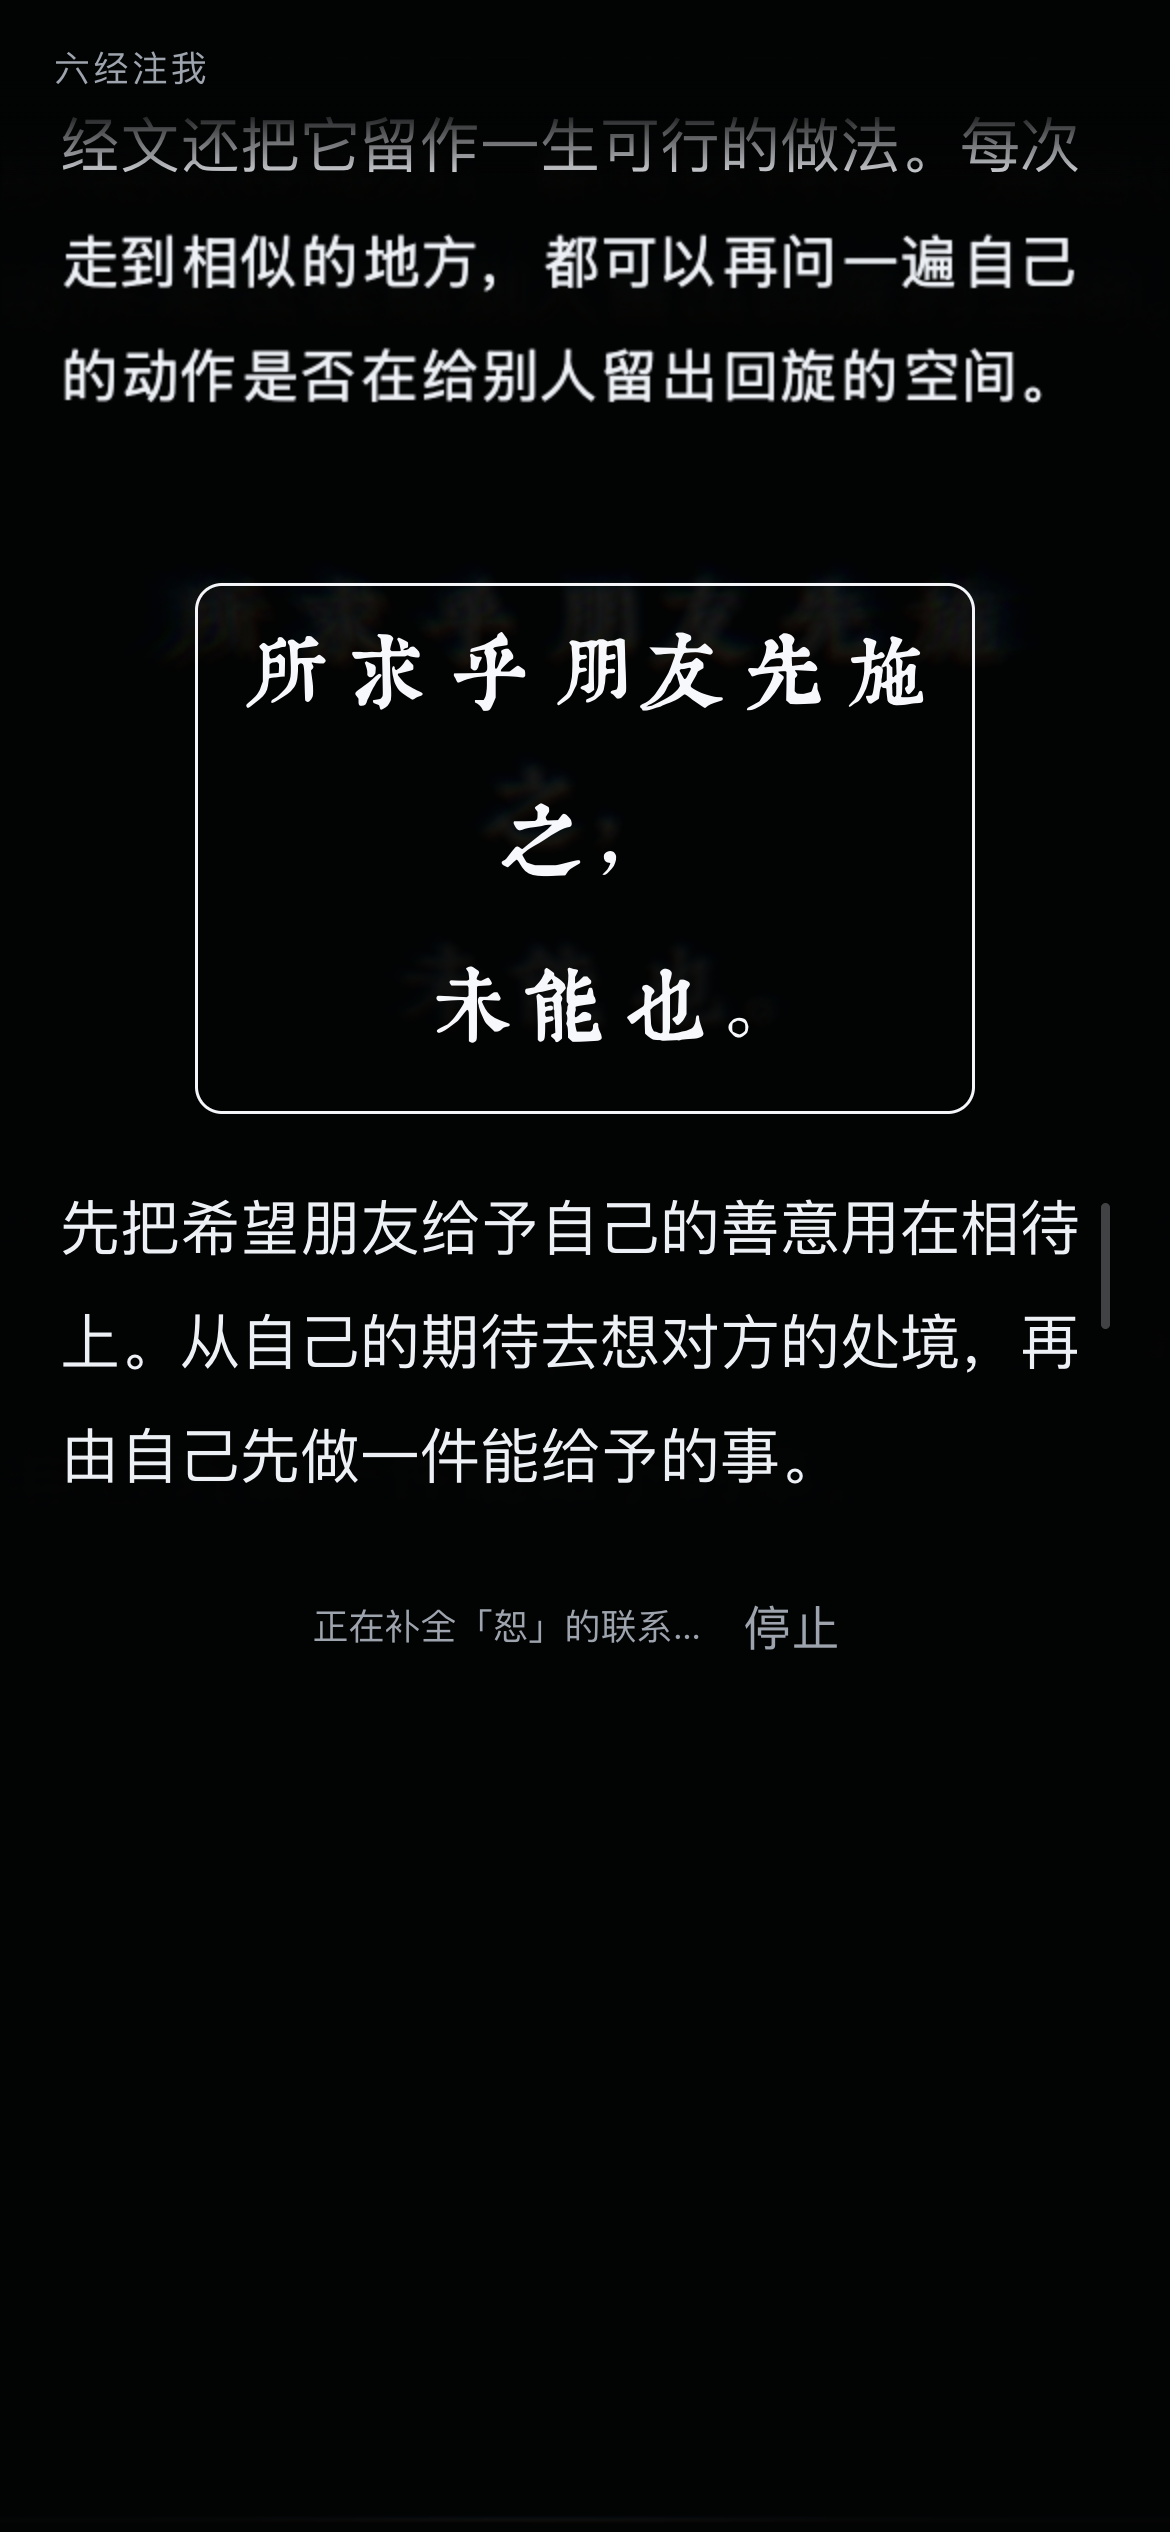 六经注我
经文还把它留作一生可行的做法。每次
走到相似的地方，都可以再问一遍自己
的动作是否在给别人留出回旋的空间。
所求乎朋友先施
之，
未能也。
先把希望朋友给予自己的善意用在相待
上。从自己的期待去想对方的处境，再
由自己先做一件能给予的事。
正在补全「恕」的联系... 停止